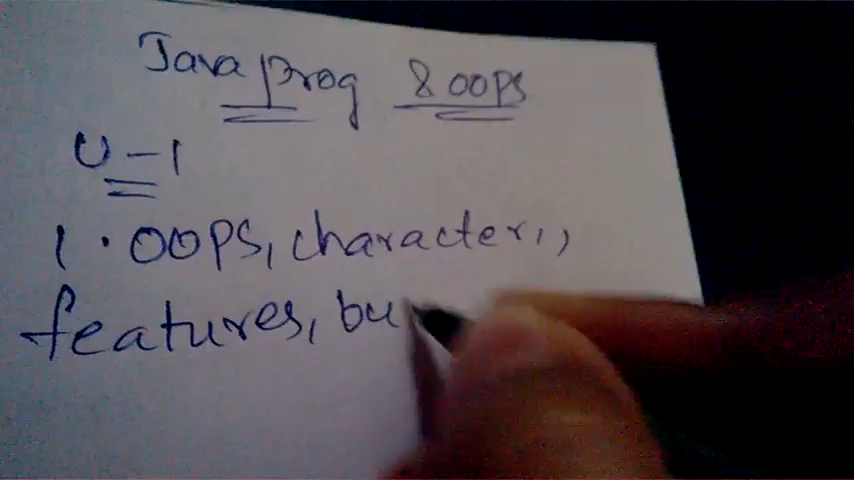 Java Prog & OOPS
U-1
1. OOPS, character,,
features, bu